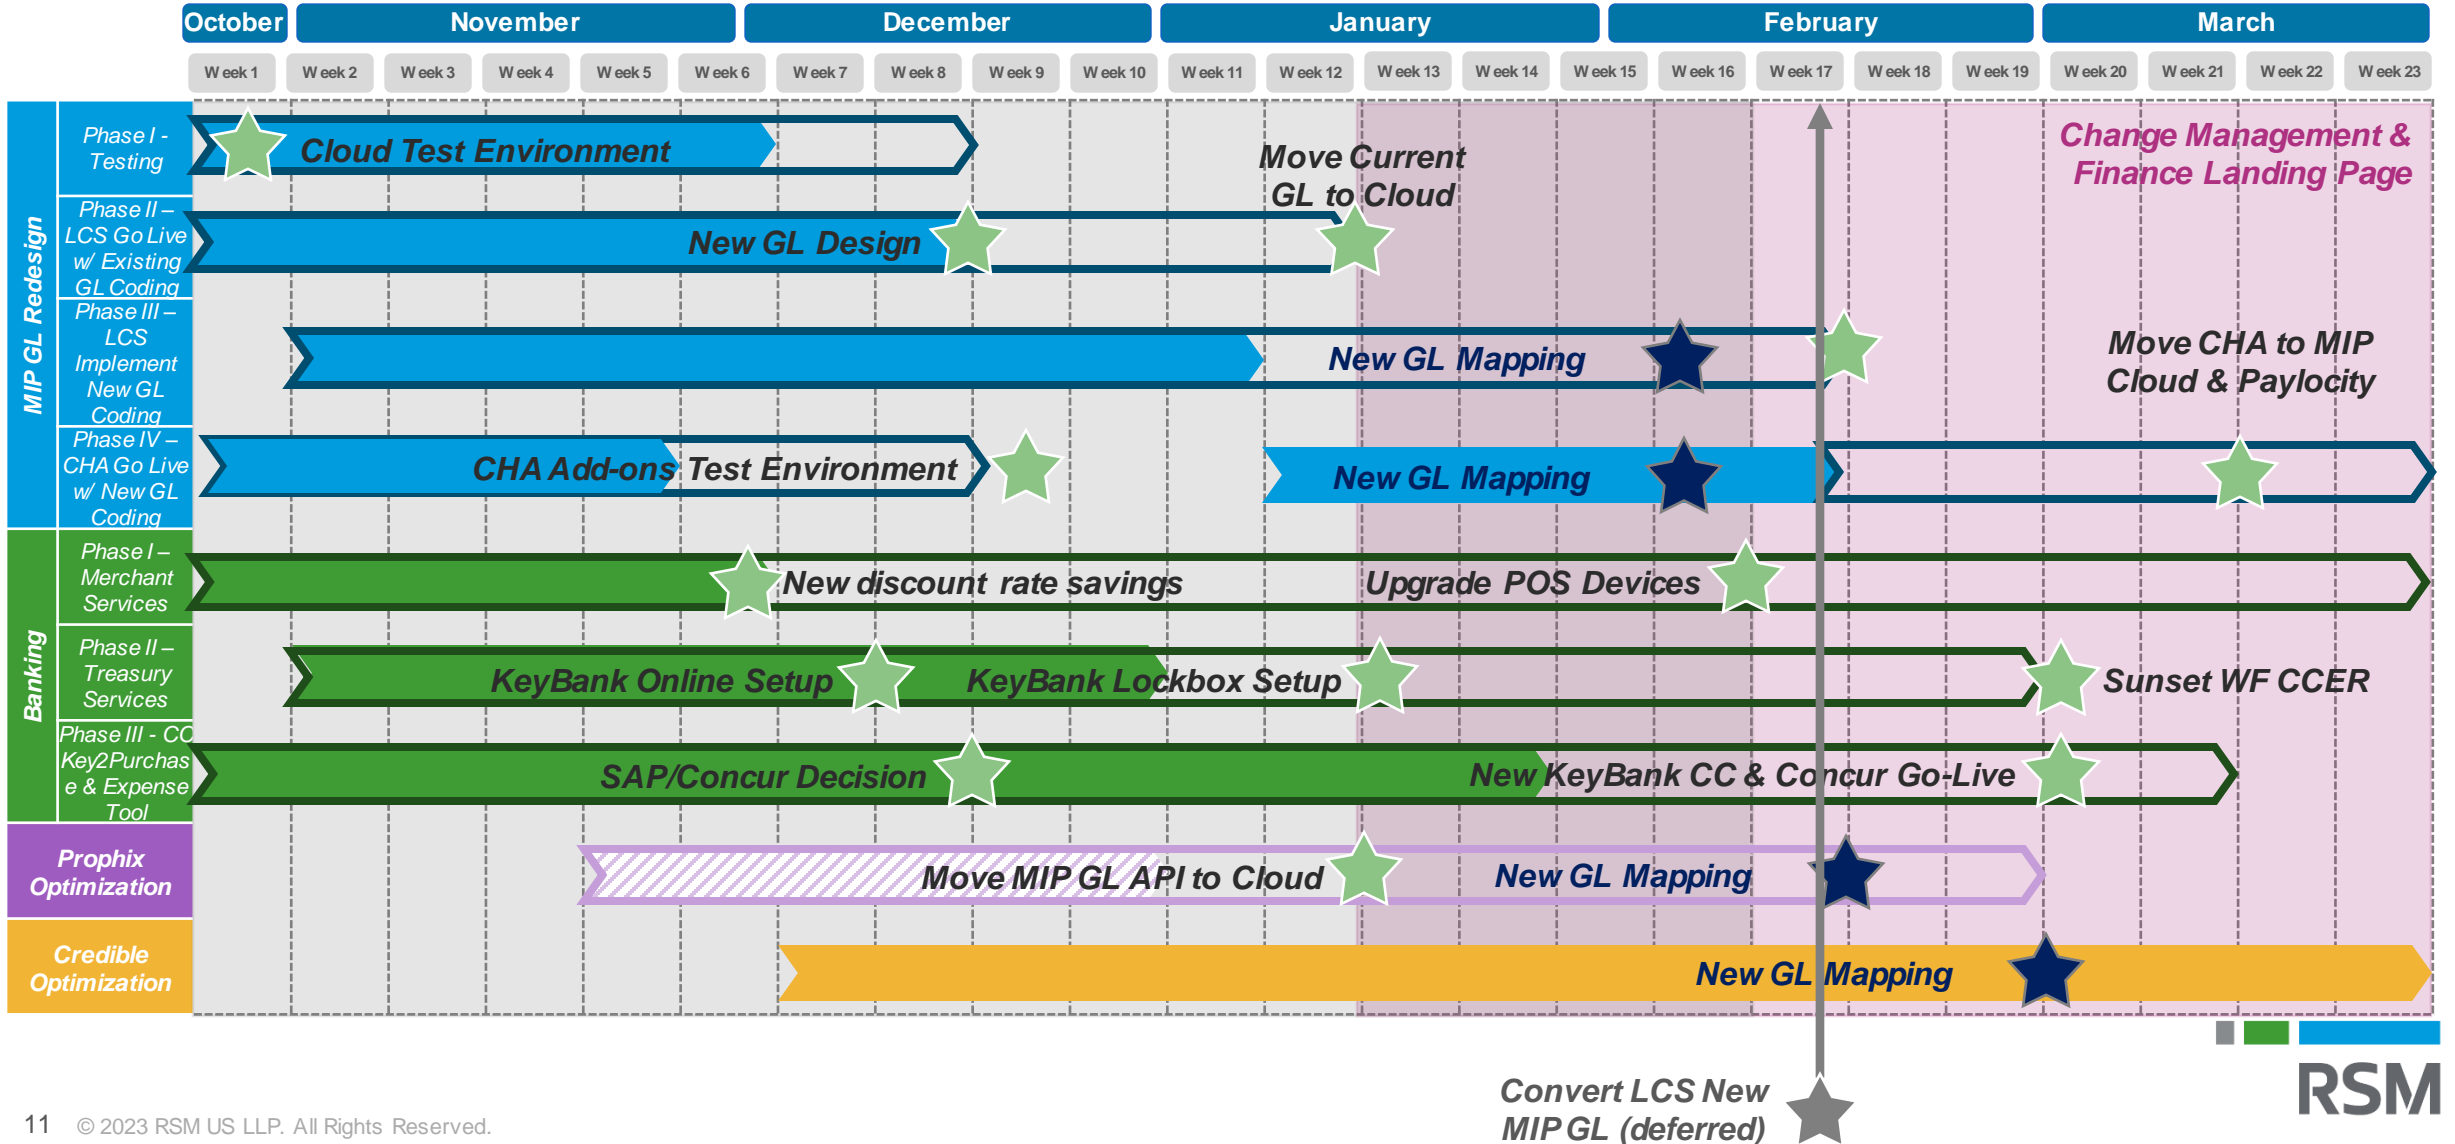 October
November
December
January
February
March
Week 1
Week 2
Week 3
Week 4
Week 5
Week 6
Week 7
Week 8
Week 9
Week 10
Week 11
Week 12
Week 13
Week 14
Week 15
Week 16
Week 17
Week 18
Week 19
Week 20
Week 21
Week 22
Week 23
MIP GL Redesign
Phase I -
Testing
Cloud Test Environment
Move Current
GL to Cloud
Change Management &
Finance Landing Page
Phase II –
LCS Go Live
w/ Existing
GL Coding
New GL Design
Phase III –
LCS
Implement
New GL
Coding
New GL Mapping
Move CHA to MIP
Cloud & Paylocity
Phase IV –
CHA Go Live
w/ New GL
Coding
CHA Add-ons Test Environment
New GL Mapping
Banking
Phase I –
Merchant
Services
New discount rate savings
Upgrade POS Devices
Phase II –
Treasury
Services
KeyBank Online Setup
KeyBank Lockbox Setup
Sunset WF CCER
Phase III - CC
Key2Purchas
e & Expense
Tool
SAP/Concur Decision
New KeyBank CC & Concur Go-Live
Prophix
Optimization
Move MIP GL API to Cloud
New GL Mapping
Credible
Optimization
New GL Mapping
Convert LCS New
MIP GL (deferred)
RSM
11 © 2023 RSM US LLP. All Rights Reserved.